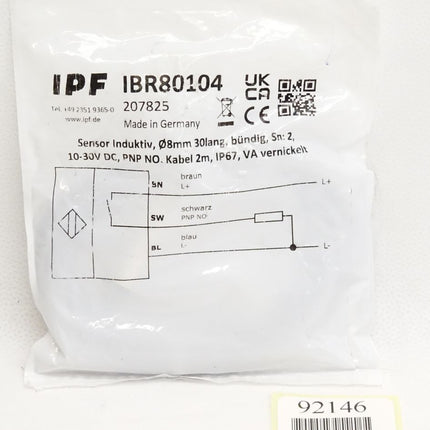 IPF IBR80104 UK CA
Tel. +49 2351 9365-0 207825
www.ipf.de Made in Germany CE
Sensor Induktiv, Ø8mm 30lang, bündig, Sn: 2,
10-30V DC, PNP NO. Kabel 2m, IP67, VA vernickelt
braun
BN L+ L+
schwarz
SW PNP NO
blau
BL L- L-
92146